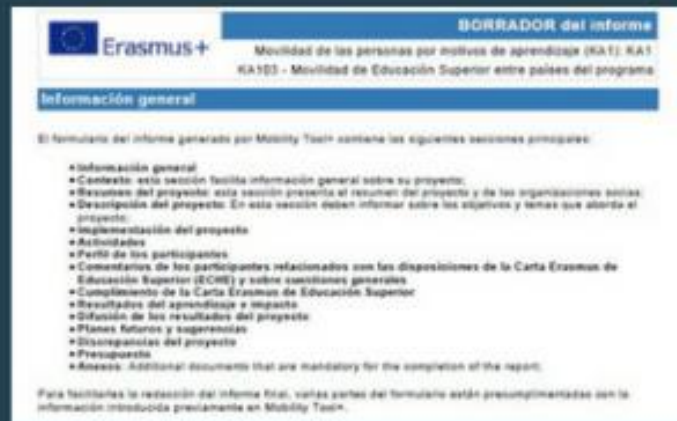 BORRADOR del informe
Erasmus+
Movilidad de las personas por motivos de aprendizaje (KA1): KA1
KA103 - Movilidad de Educación Superior entre países del programa
Información general
El formulario del informe generado por Mobility Tool+ contiene las siguientes secciones principales:
• Información general
• Contexto: esta sección facilita información general sobre su proyecto;
• Resumen del proyecto: esta sección presenta el resumen del proyecto y de las organizaciones socias;
• Descripción del proyecto: En esta sección deben informar sobre los objetivos y temas que aborda el
proyecto;
• Implementación del proyecto
• Actividades
• Perfil de los participantes
• Comentarios de los participantes relacionados con las disposiciones de la Carta Erasmus de
Educación Superior (ECHE) y sobre cuestiones generales
• Cumplimiento de la Carta Erasmus de Educación Superior
• Resultados del aprendizaje e impacto
• Difusión de los resultados del proyecto
• Planes futuros y sugerencias
• Discrepancias del proyecto
• Presupuesto
• Anexos: Additional documents that are mandatory for the completion of the report;
Para facilitarles la redacción del informe final, varias partes del formulario están precumplimentadas con la
información introducida previamente en Mobility Tool+.